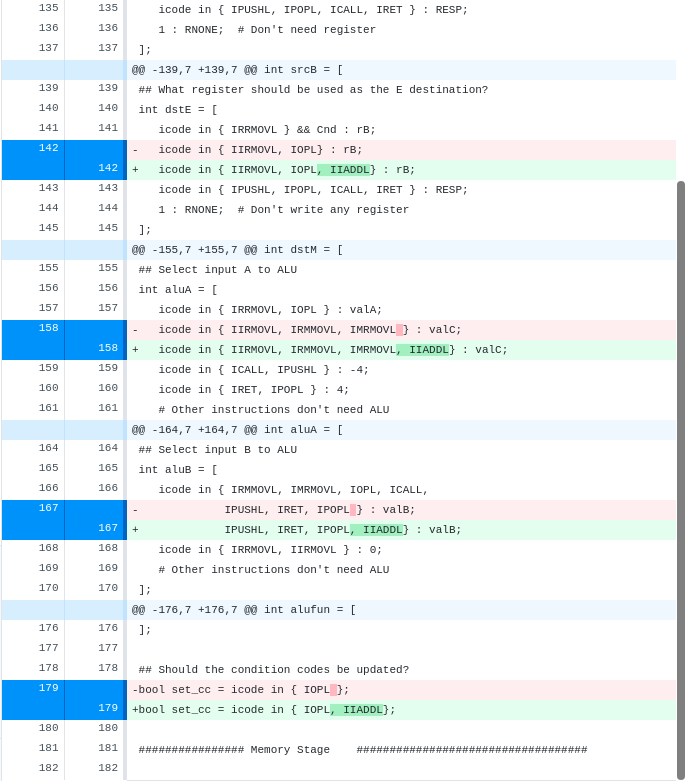 135 135 icode in { IPUSHL, IPOPL, ICALL, IRET } : RESP;
136 136 1 : RNONE;  # Don't need register
137 137 ];
@@ -139,7 +139,7 @@ int srcB = [
139 139 ## What register should be used as the E destination?
140 140 int dstE = [
141 141 icode in { IRRMOVL } && Cnd : rB;
142 - icode in { IIRMOVL, IOPL} : rB;
142 + icode in { IIRMOVL, IOPL, IIADDL} : rB;
143 143 icode in { IPUSHL, IPOPL, ICALL, IRET } : RESP;
144 144 1 : RNONE;  # Don't write any register
145 145 ];
@@ -155,7 +155,7 @@ int dstM = [
155 155 ## Select input A to ALU
156 156 int aluA = [
157 157 icode in { IRRMOVL, IOPL } : valA;
158 - icode in { IIRMOVL, IRMMOVL, IMRMOVL } : valC;
158 + icode in { IIRMOVL, IRMMOVL, IMRMOVL, IIADDL} : valC;
159 159 icode in { ICALL, IPUSHL } : -4;
160 160 icode in { IRET, IPOPL } : 4;
161 161 # Other instructions don't need ALU
@@ -164,7 +164,7 @@ int aluA = [
164 164 ## Select input B to ALU
165 165 int aluB = [
166 166 icode in { IRMMOVL, IMRMOVL, IOPL, ICALL,
167 - IPUSHL, IRET, IPOPL } : valB;
167 + IPUSHL, IRET, IPOPL, IIADDL} : valB;
168 168 icode in { IRRMOVL, IIRMOVL } : 0;
169 169 # Other instructions don't need ALU
170 170 ];
@@ -176,7 +176,7 @@ int alufun = [
176 176 ];
177 177
178 178 ## Should the condition codes be updated?
179 -bool set_cc = icode in { IOPL };
179 +bool set_cc = icode in { IOPL, IIADDL};
180 180
181 181 ################ Memory Stage    ###################################
182 182